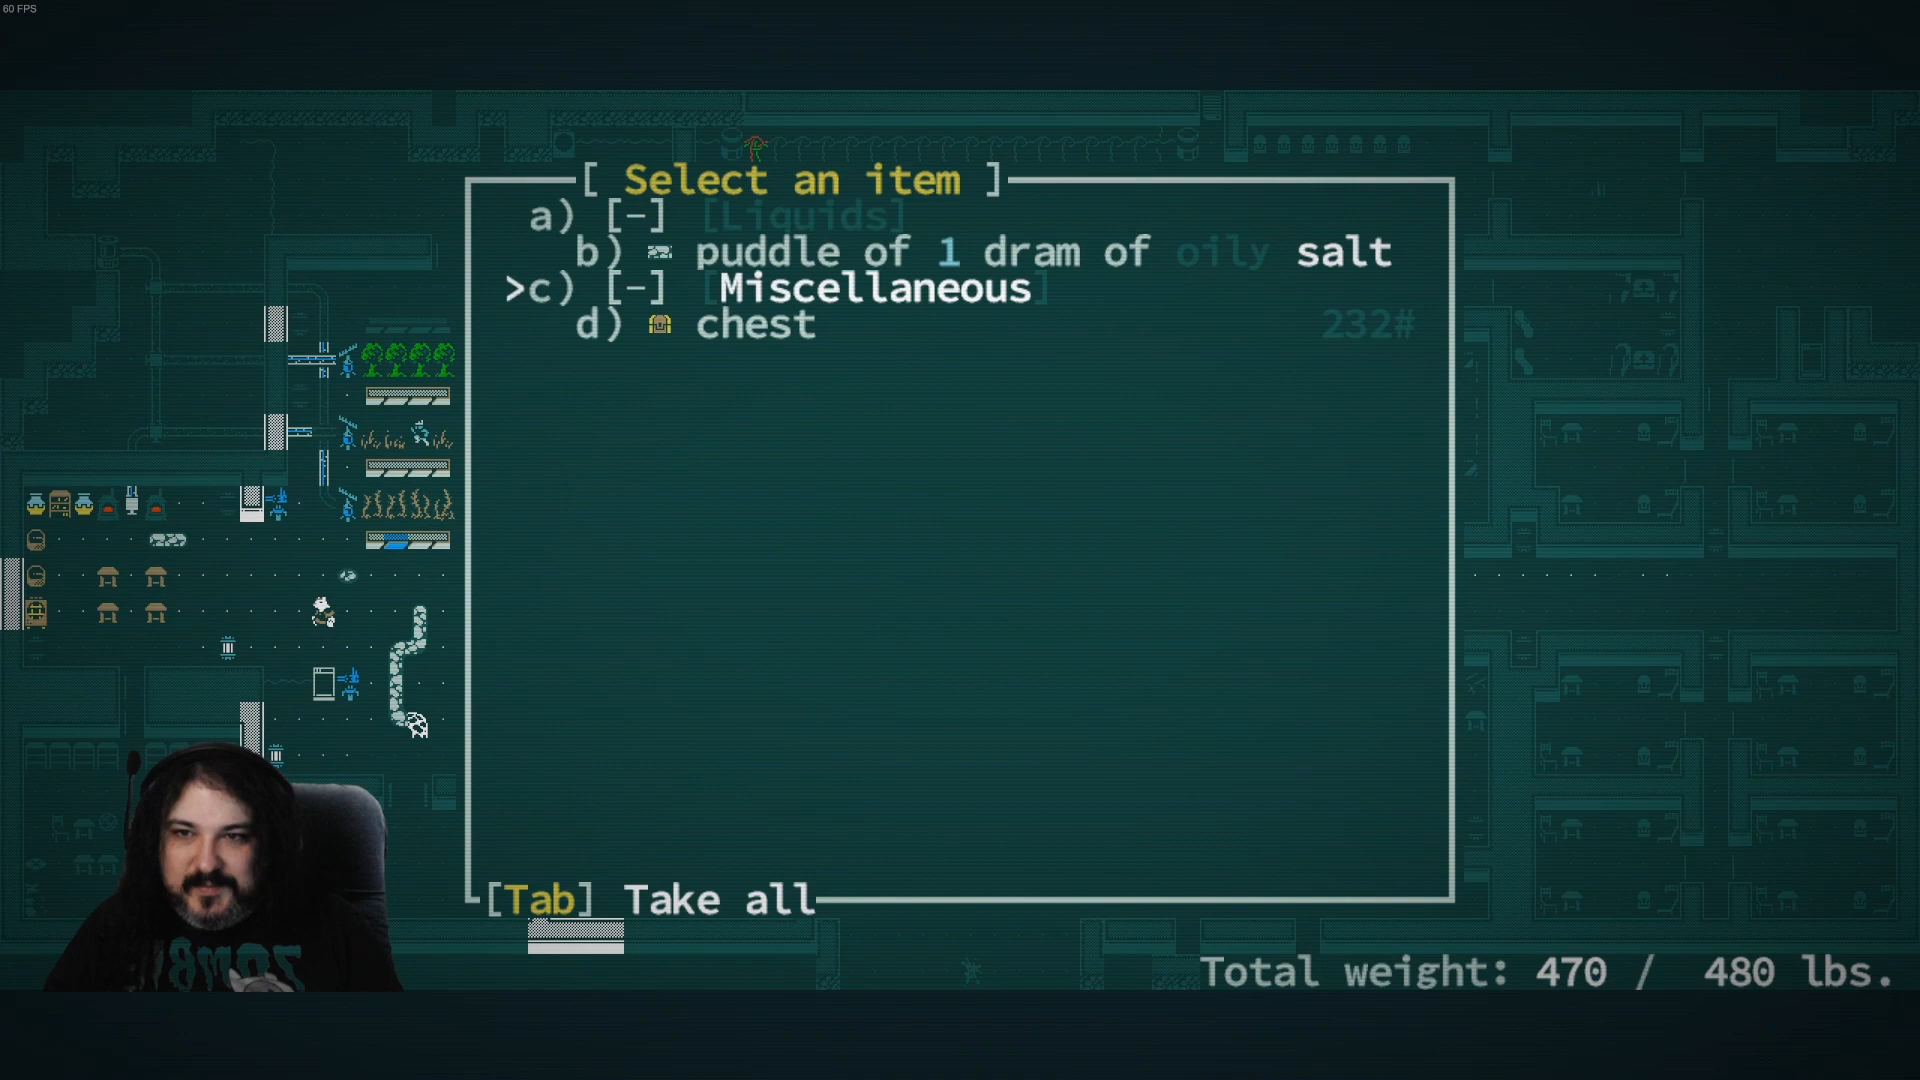 60 FPS
[ Select an item ]
a) [-] [Liquids]
b) puddle of 1 dram of oily salt
>c) [-] [Miscellaneous]
d) chest 232#
[Tab] Take all
Total weight: 470 / 480 lbs.